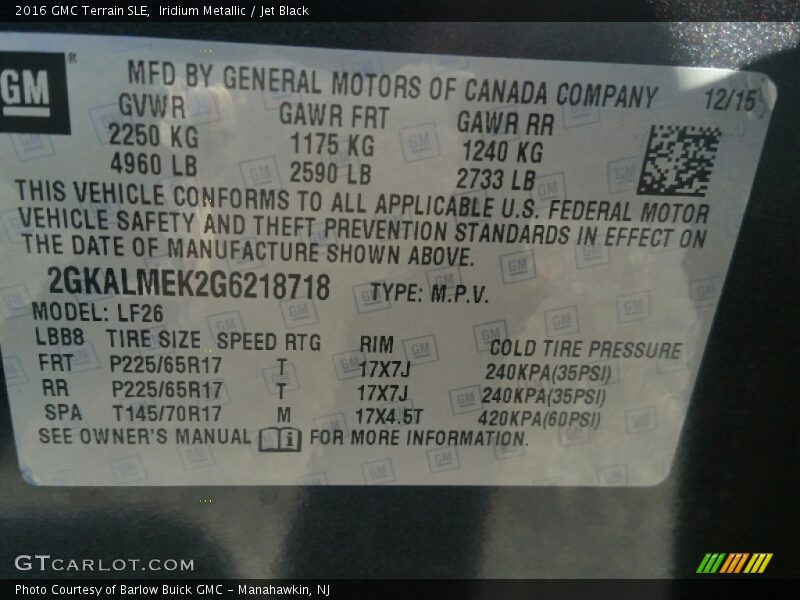 2016 GMC Terrain SLE, Iridium Metallic / Jet Black
GM
®
MFD BY GENERAL MOTORS OF CANADA COMPANY 12/15
GVWR GAWR FRT GAWR RR
2250 KG 1175 KG 1240 KG
4960 LB 2590 LB 2733 LB
THIS VEHICLE CONFORMS TO ALL APPLICABLE U.S. FEDERAL MOTOR
VEHICLE SAFETY AND THEFT PREVENTION STANDARDS IN EFFECT ON
THE DATE OF MANUFACTURE SHOWN ABOVE.
2GKALMEK2G6218718 TYPE: M.P.V.
MODEL: LF26
LBB8 TIRE SIZE SPEED RTG RIM COLD TIRE PRESSURE
FRT P225/65R17 T 17X7J 240KPA(35PSI)
RR P225/65R17 T 17X7J 240KPA(35PSI)
SPA T145/70R17 M 17X4.5T 420KPA(60PSI)
SEE OWNER'S MANUAL FOR MORE INFORMATION.
GTCARLOT.COM
Photo Courtesy of Barlow Buick GMC - Manahawkin, NJ